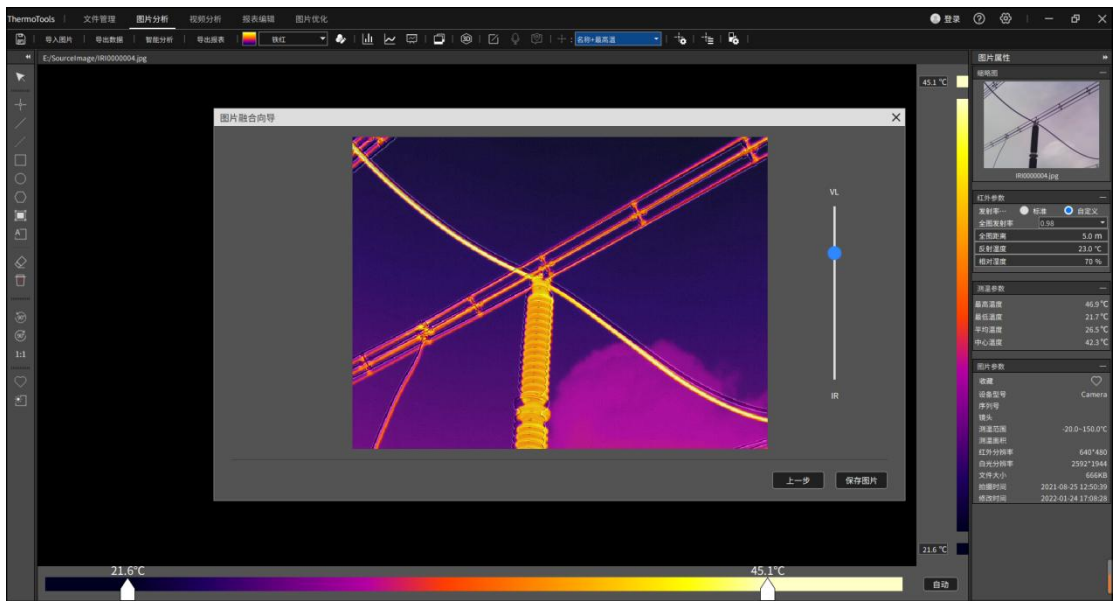 ThermoTools 文件管理 图片分析 视频分析 报表编辑 图片优化 登录
导入图片 导出数据 智能分析 导出报表 铁红 3D 名称+最高温
E:/SourceImage/IRI0000004.jpg
图片属性
缩略图
45.1 ℃
图片融合向导
IRI0000004.jpg
VL
红外参数
发射率… 标准 自定义
全图发射率 0.98
全图距离 5.0 m
反射温度 23.0 ℃
相对湿度 70 %
测温参数
最高温度 46.9℃
最低温度 21.7℃
平均温度 26.5℃
中心温度 42.3℃
1:1
图片参数
收藏
IR
设备型号 Camera
序列号
镜头
测温范围 -20.0~150.0℃
测温面积
红外分辨率 640*480
白光分辨率 2592*1944
文件大小 666KB
拍摄时间 2021-08-25 12:50:39
修改时间 2022-01-24 17:08:28
上一步 保存图片
21.6 ℃
21.6℃ 45.1℃
自动